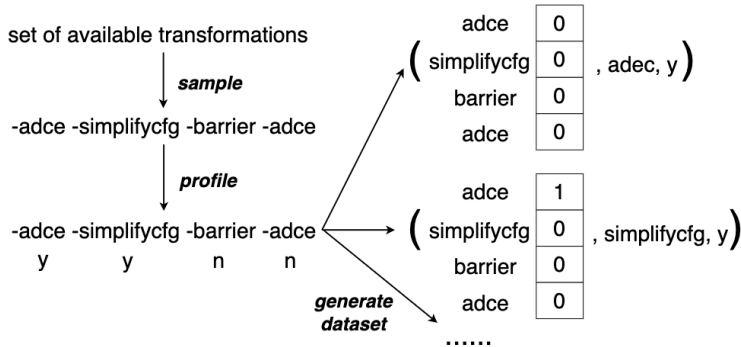 set of available transformations
sample
-adce -simplifycfg -barrier -adce
profile
-adce -simplifycfg -barrier -adce
y y n n
generate
dataset
adce 0
( simplifycfg 0 , adec, y )
barrier 0
adce 0
adce 1
( simplifycfg 0 , simplifycfg, y )
barrier 0
adce 0
......